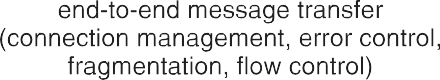 end-to-end message transfer
(connection management, error control,
fragmentation, flow control)